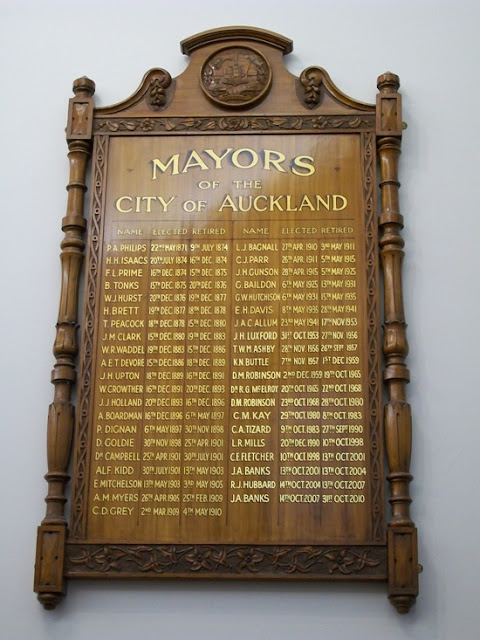 MAYORS
OF THE
CITY OF AUCKLAND
NAME ELECTED RETIRED
P.A PHILIPS 22ND MAY 1871 9TH JULY 1874
H.H.ISAACS 20TH JULY 1874 16TH DEC. 1874
F.L. PRIME 16TH DEC. 1874 15TH DEC. 1875
B. TONKS 15TH DEC. 1875 20TH DEC. 1876
W.J. HURST 20TH DEC. 1876 19TH DEC. 1877
H. BRETT 19TH DEC. 1877 18TH DEC. 1878
T. PEACOCK 18TH DEC. 1878 15TH DEC. 1880
J.M. CLARK 15TH DEC. 1880 19TH DEC. 1883
W.R. WADDEL 19TH DEC. 1883 15TH DEC. 1886
A.E.T DEVORE 15TH DEC. 1886 18TH DEC. 1889
J.H. UPTON 18TH DEC. 1889 16TH DEC. 1891
W. CROWTHER 16TH DEC. 1891 20TH DEC. 1893
J.J. HOLLAND 20TH DEC. 1893 16TH DEC. 1896
A. BOARDMAN 16TH DEC. 1896 6TH MAY 1897
P. DIGNAN 6TH MAY 1897 30TH NOV. 1898
D. GOLDIE 30TH NOV. 1898 25TH APR. 1901
DR CAMPBELL 25TH APR. 1901 30TH JULY 1901
ALF. KIDD 30TH JULY 1901 13TH MAY 1903
E. MITCHELSON 13TH MAY 1903 3RD MAY 1905
A.M. MYERS 26TH APR. 1905 25TH FEB. 1909
C.D. GREY 2ND MAR 1909 4TH MAY 1910
NAME ELECTED RETIRED
L.J. BAGNALL 27TH APR. 1910 3RD MAY 1911
C.J. PARR 26TH APR. 1911 5TH MAY 1915
J.H. GUNSON 28TH APR. 1915 5TH MAY 1925
G. BAILDON 5TH MAY 1925 13TH MAY 1931
G.W. HUTCHISON 6TH MAY 1931 15TH MAY 1935
E.H. DAVIS 8TH MAY 1935 28TH MAY 1941
J.A.C ALLUM 23RD MAY 1941 17TH NOV. 1953
J.H. LUXFORD 31ST OCT. 1953 27TH NOV. 1956
T.W.M. ASHBY 28TH NOV. 1956 26TH SEPT. 1957
K.N. BUTTLE 7TH NOV. 1957 1ST DEC. 1959
D.M. ROBINSON 2ND DEC. 1959 19TH OCT. 1965
DR R.G. MCELROY 20TH OCT. 1965 22ND OCT. 1968
D.M. ROBINSON 23RD OCT. 1968 28TH OCT. 1980
C.M. KAY 29TH OCT. 1980 8TH OCT. 1983
C.A. TIZARD 9TH OCT. 1983 27TH SEPT. 1990
L.R. MILLS 20TH DEC. 1990 10TH OCT. 1998
C.E. FLETCHER 10TH OCT. 1998 13TH OCT. 2001
J.A. BANKS 13TH OCT. 2001 13TH OCT. 2004
R.J. HUBBARD 14TH OCT. 2004 13TH OCT. 2007
J.A. BANKS 14TH OCT. 2007 31ST OCT. 2010